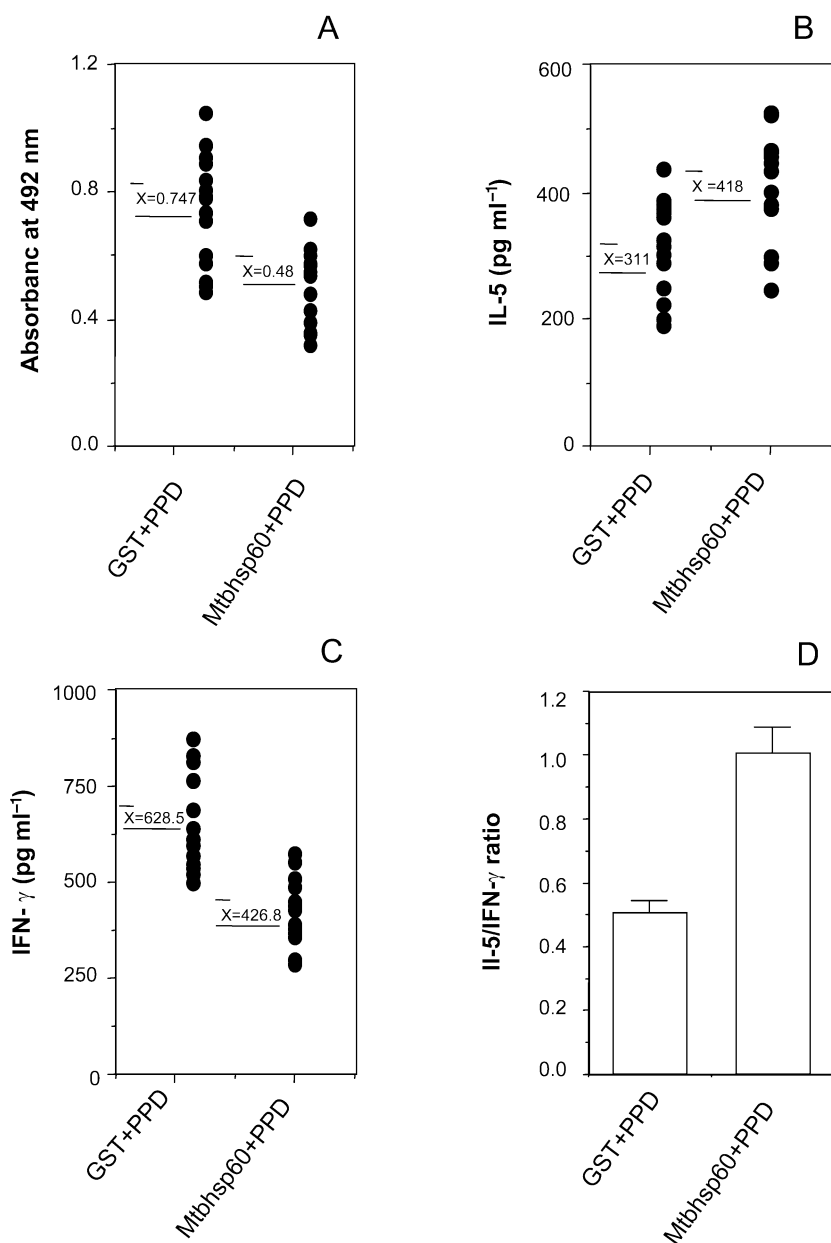 A
1.2
0.8
0.4
0.0
Absorbanc at 492 nm
X=0.747
X=0.48
GST+PPD
Mtbhsp60+PPD
B
600
400
200
0
IL-5 (pg ml⁻¹)
X=311
X =418
GST+PPD
Mtbhsp60+PPD
C
1000
750
500
250
0
IFN- γ (pg ml⁻¹)
X=628.5
X=426.8
GST+PPD
Mtbhsp60+PPD
D
1.2
1.0
0.8
0.6
0.4
0.2
0.0
II-5/IFN-γ ratio
GST+PPD
Mtbhsp60+PPD